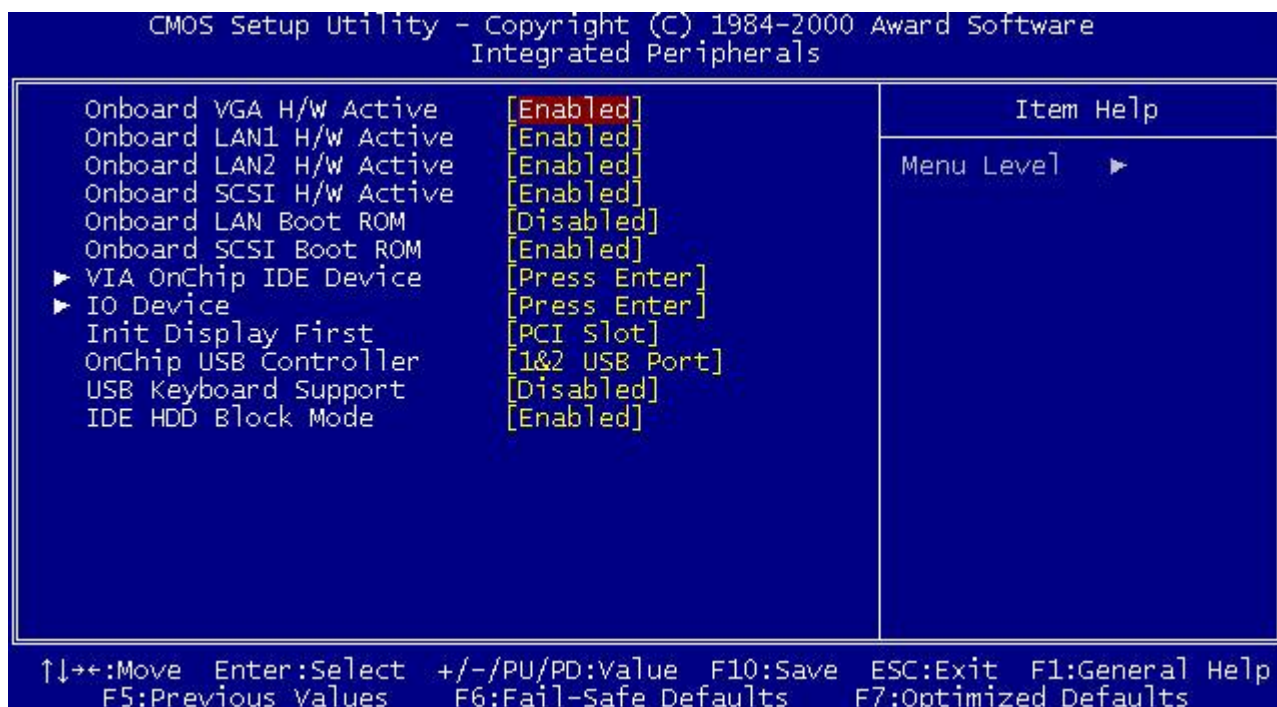 CMOS Setup Utility – Copyright (C) 1984–2000 Award Software
Integrated Peripherals
Onboard VGA H/W Active [Enabled]
Onboard LAN1 H/W Active [Enabled]
Onboard LAN2 H/W Active [Enabled]
Onboard SCSI H/W Active [Enabled]
Onboard LAN Boot ROM [Disabled]
Onboard SCSI Boot ROM [Enabled]
► VIA OnChip IDE Device [Press Enter]
► IO Device [Press Enter]
Init Display First [PCI Slot]
OnChip USB Controller [1&2 USB Port]
USB Keyboard Support [Disabled]
IDE HDD Block Mode [Enabled]
Item Help
Menu Level ►
↑↓→←:Move Enter:Select +/-/PU/PD:Value F10:Save ESC:Exit F1:General Help
F5:Previous Values F6:Fail-Safe Defaults F7:Optimized Defaults